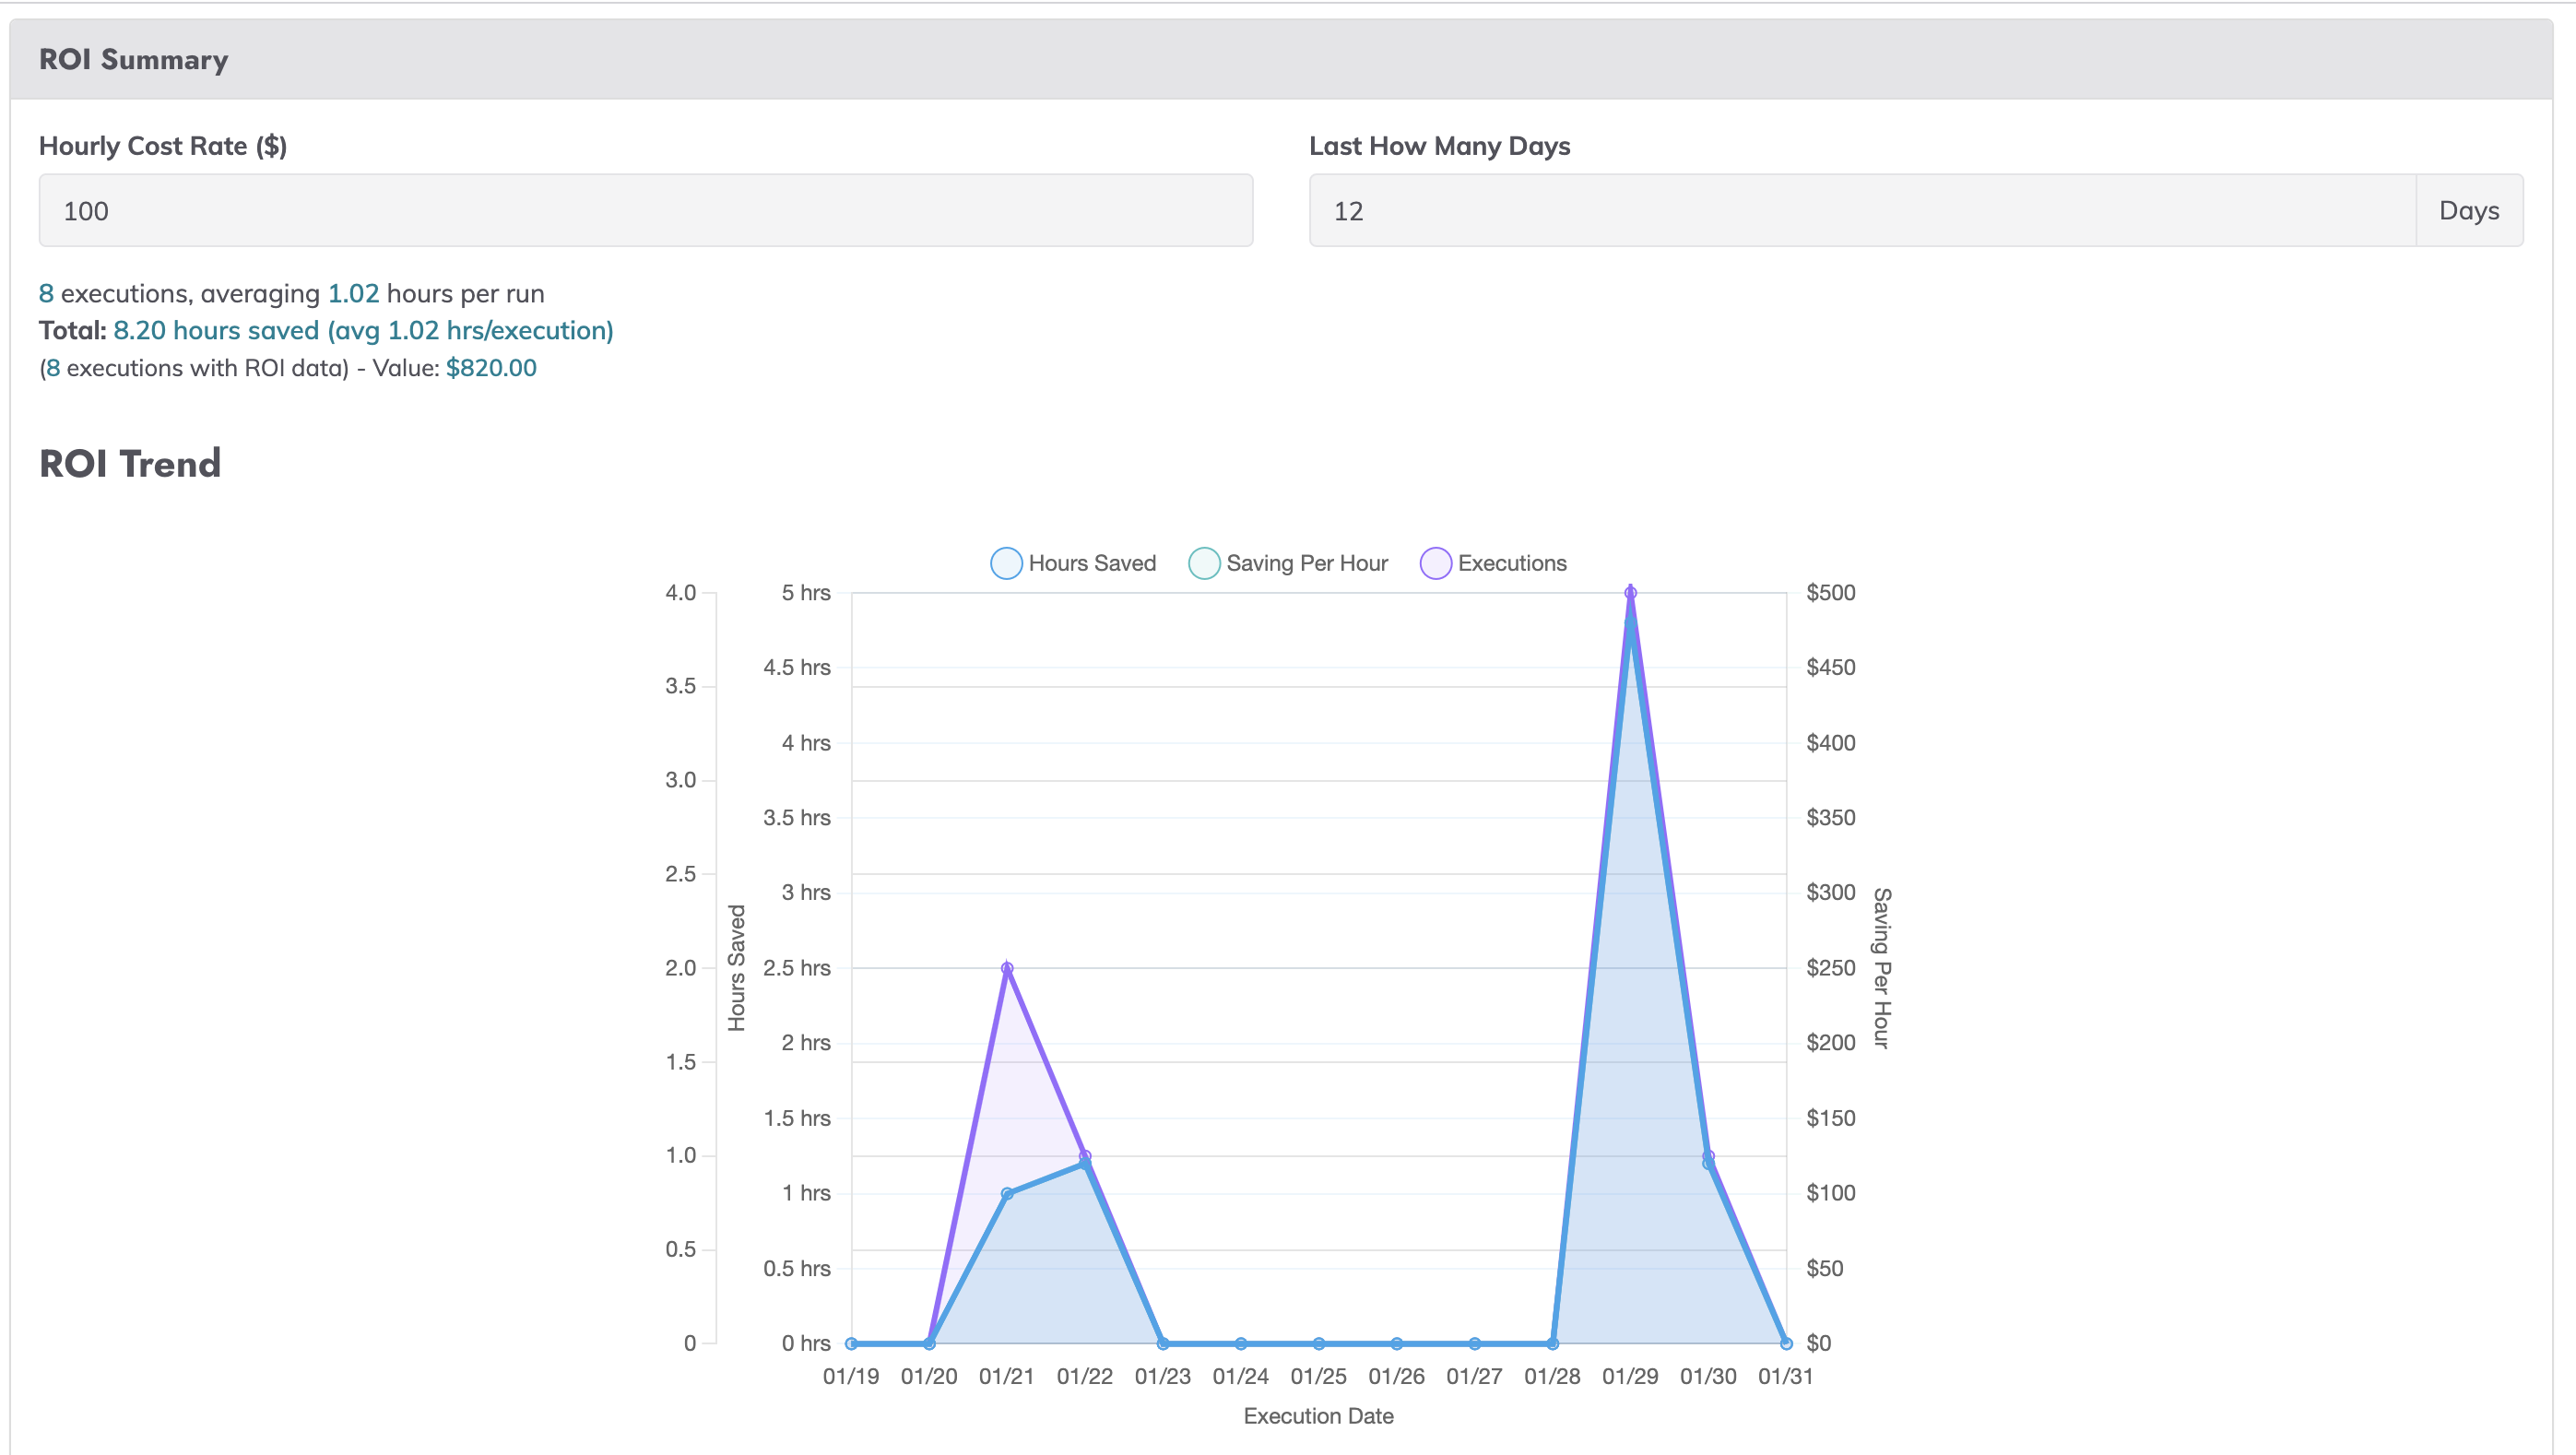 ROI Summary
Hourly Cost Rate ($)
Last How Many Days
100
12
Days
8 executions, averaging 1.02 hours per run
Total: 8.20 hours saved (avg 1.02 hrs/execution)
(8 executions with ROI data) - Value: $820.00
ROI Trend
Hours Saved
Saving Per Hour
Executions
4.0
3.5
3.0
2.5
2.0
1.5
1.0
0.5
0
Hours Saved
5 hrs
4.5 hrs
4 hrs
3.5 hrs
3 hrs
2.5 hrs
2 hrs
1.5 hrs
1 hrs
0.5 hrs
0 hrs
$500
$450
$400
$350
$300
$250
$200
$150
$100
$50
$0
Saving Per Hour
01/19 01/20 01/21 01/22 01/23 01/24 01/25 01/26 01/27 01/28 01/29 01/30 01/31
Execution Date